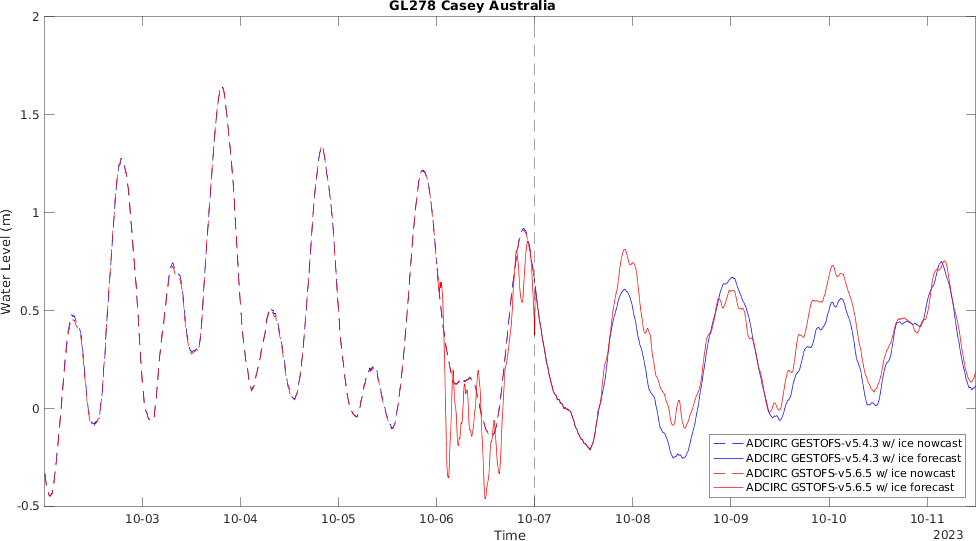 GL278 Casey Australia
2
1.5
1
0.5
0
-0.5
Water Level (m)
10-03 10-04 10-05 10-06 10-07 10-08 10-09 10-10 10-11
Time
2023
ADCIRC GESTOFS-v5.4.3 w/ ice nowcast
ADCIRC GESTOFS-v5.4.3 w/ ice forecast
ADCIRC GSTOFS-v5.6.5 w/ ice nowcast
ADCIRC GSTOFS-v5.6.5 w/ ice forecast